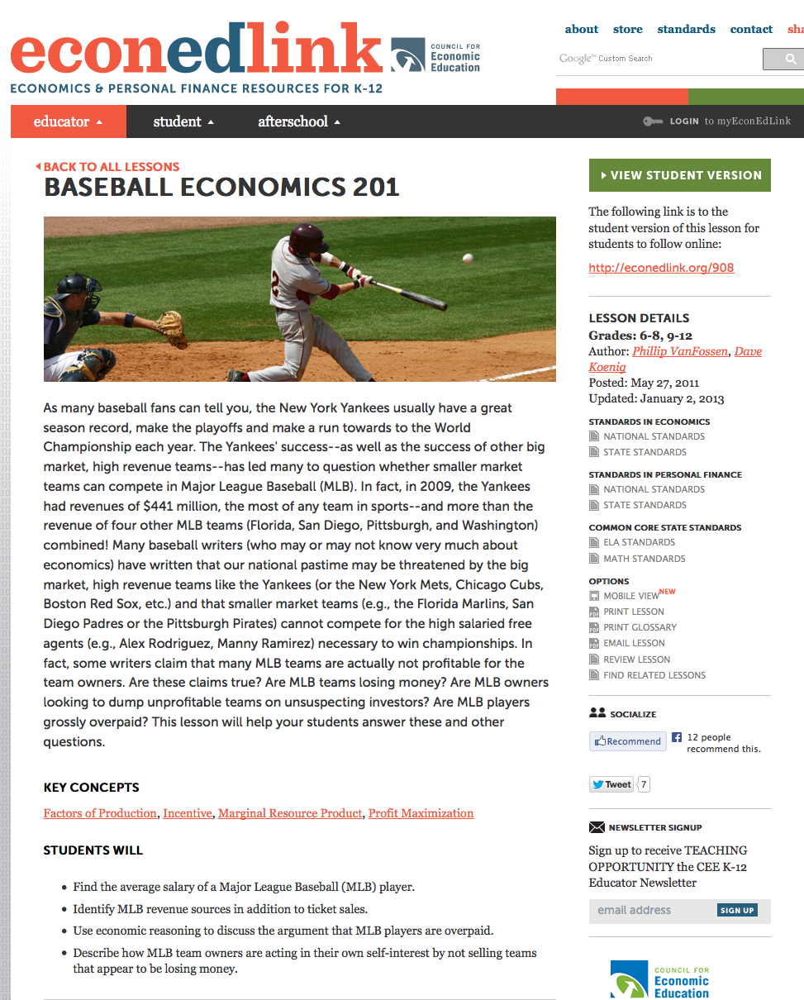 about store standards contact sha
econedlink
COUNCIL FOR
Economic
Education
Google™ Custom Search
ECONOMICS & PERSONAL FINANCE RESOURCES FOR K-12
educator student afterschool
LOGIN to myEconEdLink
BACK TO ALL LESSONS
BASEBALL ECONOMICS 201
2
As many baseball fans can tell you, the New York Yankees usually have a great
season record, make the playoffs and make a run towards to the World
Championship each year. The Yankees' success--as well as the success of other big
market, high revenue teams--has led many to question whether smaller market
teams can compete in Major League Baseball (MLB). In fact, in 2009, the Yankees
had revenues of $441 million, the most of any team in sports--and more than the
revenue of four other MLB teams (Florida, San Diego, Pittsburgh, and Washington)
combined! Many baseball writers (who may or may not know very much about
economics) have written that our national pastime may be threatened by the big
market, high revenue teams like the Yankees (or the New York Mets, Chicago Cubs,
Boston Red Sox, etc.) and that smaller market teams (e.g., the Florida Marlins, San
Diego Padres or the Pittsburgh Pirates) cannot compete for the high salaried free
agents (e.g., Alex Rodriguez, Manny Ramirez) necessary to win championships. In
fact, some writers claim that many MLB teams are actually not profitable for the
team owners. Are these claims true? Are MLB teams losing money? Are MLB owners
looking to dump unprofitable teams on unsuspecting investors? Are MLB players
grossly overpaid? This lesson will help your students answer these and other
questions.
KEY CONCEPTS
Factors of Production, Incentive, Marginal Resource Product, Profit Maximization
STUDENTS WILL
• Find the average salary of a Major League Baseball (MLB) player.
• Identify MLB revenue sources in addition to ticket sales.
• Use economic reasoning to discuss the argument that MLB players are overpaid.
• Describe how MLB team owners are acting in their own self-interest by not selling teams
that appear to be losing money.
VIEW STUDENT VERSION
The following link is to the
student version of this lesson for
students to follow online:
http://econedlink.org/908
LESSON DETAILS
Grades: 6-8, 9-12
Author: Phillip VanFossen, Dave
Koenig
Posted: May 27, 2011
Updated: January 2, 2013
STANDARDS IN ECONOMICS
NATIONAL STANDARDS
STATE STANDARDS
STANDARDS IN PERSONAL FINANCE
NATIONAL STANDARDS
STATE STANDARDS
COMMON CORE STATE STANDARDS
ELA STANDARDS
MATH STANDARDS
OPTIONS
MOBILE VIEW NEW
PRINT LESSON
PRINT GLOSSARY
EMAIL LESSON
REVIEW LESSON
FIND RELATED LESSONS
SOCIALIZE
Recommend
12 people
recommend this.
Tweet 7
NEWSLETTER SIGNUP
Sign up to receive TEACHING
OPPORTUNITY the CEE K-12
Educator Newsletter
email address SIGN UP
COUNCIL FOR
Economic
Education